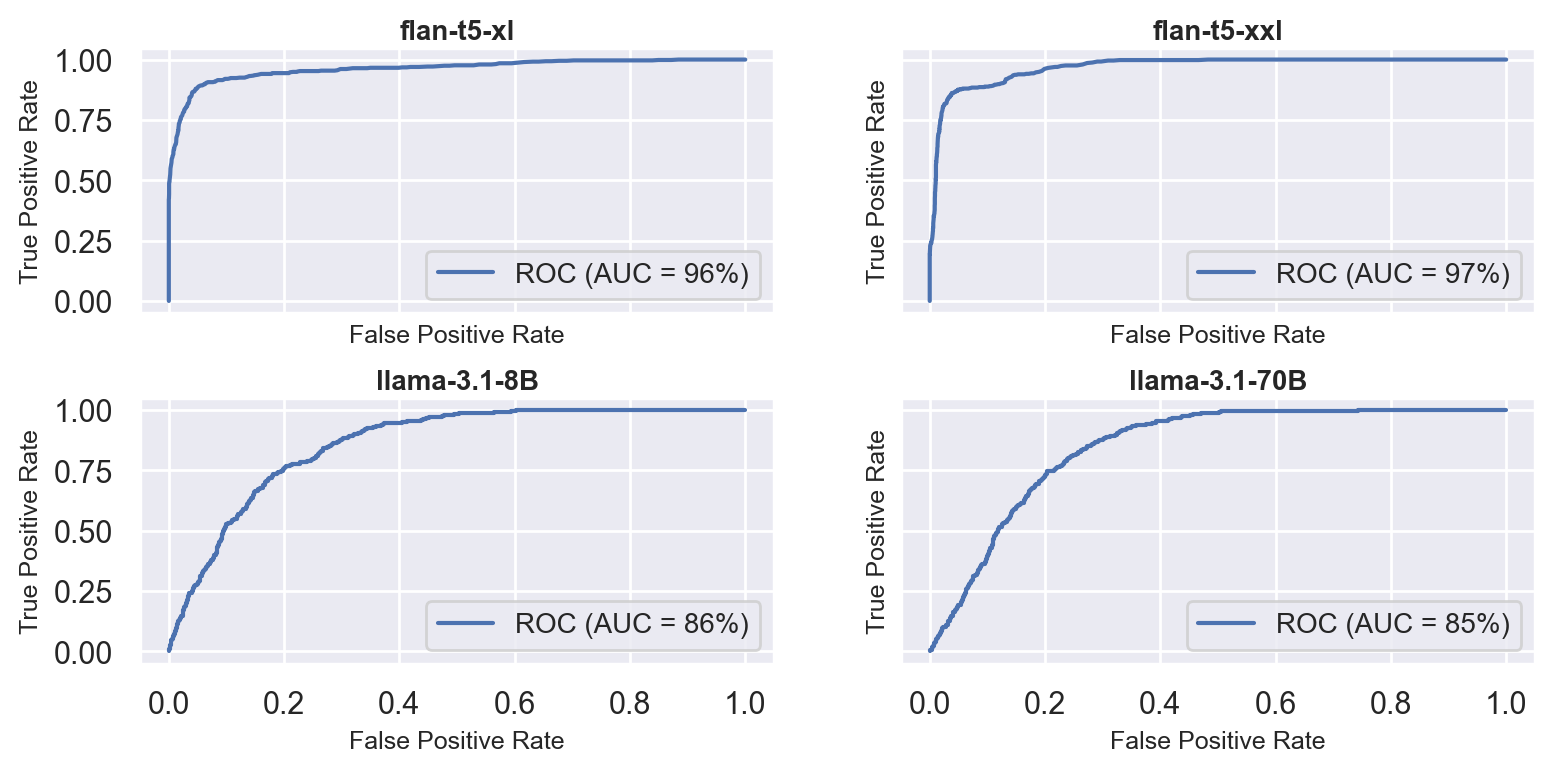 flan-t5-xl
flan-t5-xxl
True Positive Rate
1.00
0.75
0.50
0.25
0.00
ROC (AUC = 96%)
False Positive Rate
True Positive Rate
ROC (AUC = 97%)
False Positive Rate
llama-3.1-8B
llama-3.1-70B
True Positive Rate
1.00
0.75
0.50
0.25
0.00
ROC (AUC = 86%)
0.0 0.2 0.4 0.6 0.8 1.0
False Positive Rate
True Positive Rate
ROC (AUC = 85%)
0.0 0.2 0.4 0.6 0.8 1.0
False Positive Rate